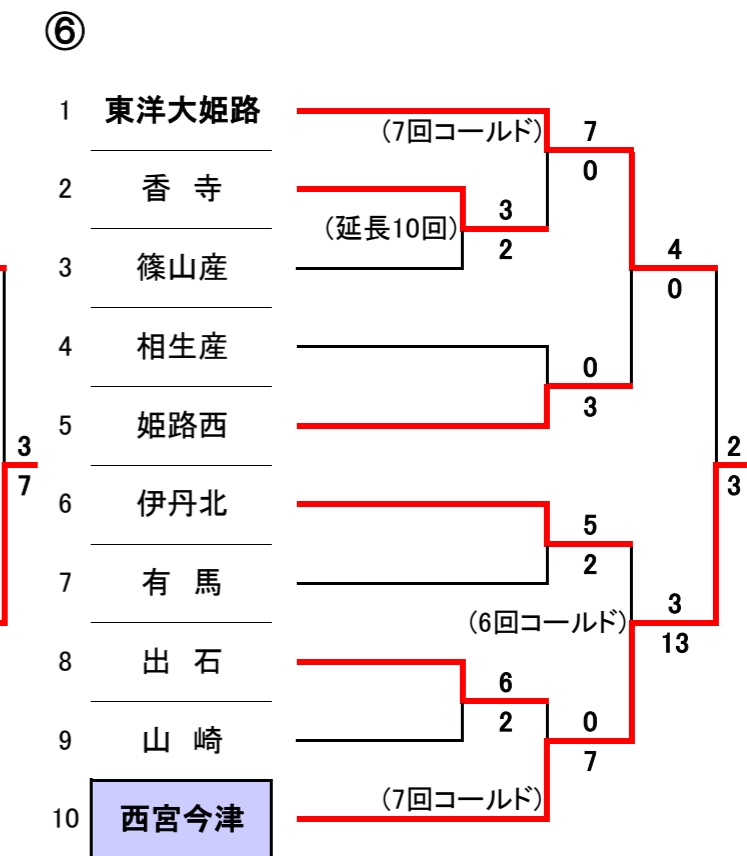 ⑥
1 東洋大姫路
(7回コールド) 7
0
2 香 寺
(延長10回) 3
2
3 篠山産
4
0
4 相生産
0
3
5 姫路西
3
7
2
3
6 伊丹北
5
2
7 有 馬
(6回コールド) 3
13
8 出 石
6
2
9 山 崎
0
7
10 西宮今津
(7回コールド)